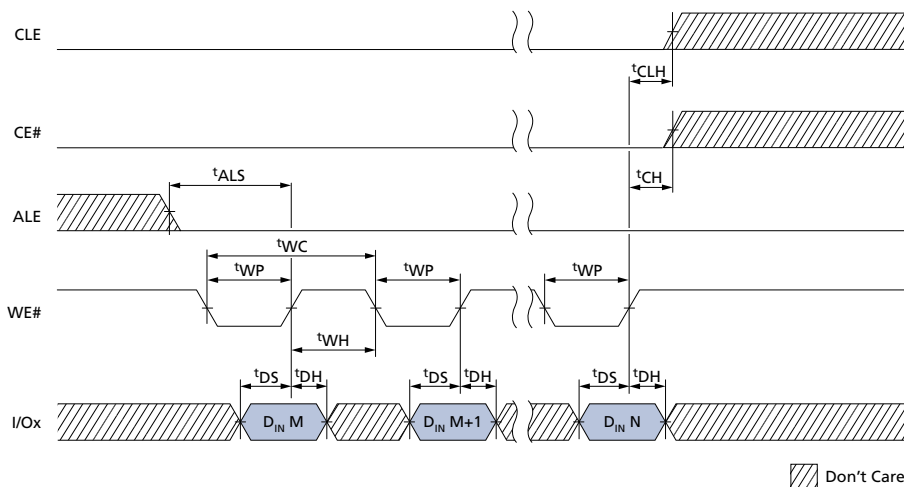 CLE
tCLH
CE#
tCH
tALS
ALE
tWC
tWP tWP tWP
WE#
tWH
tDS tDH tDS tDH tDS tDH
I/Ox DIN M DIN M+1 DIN N
Don't Care